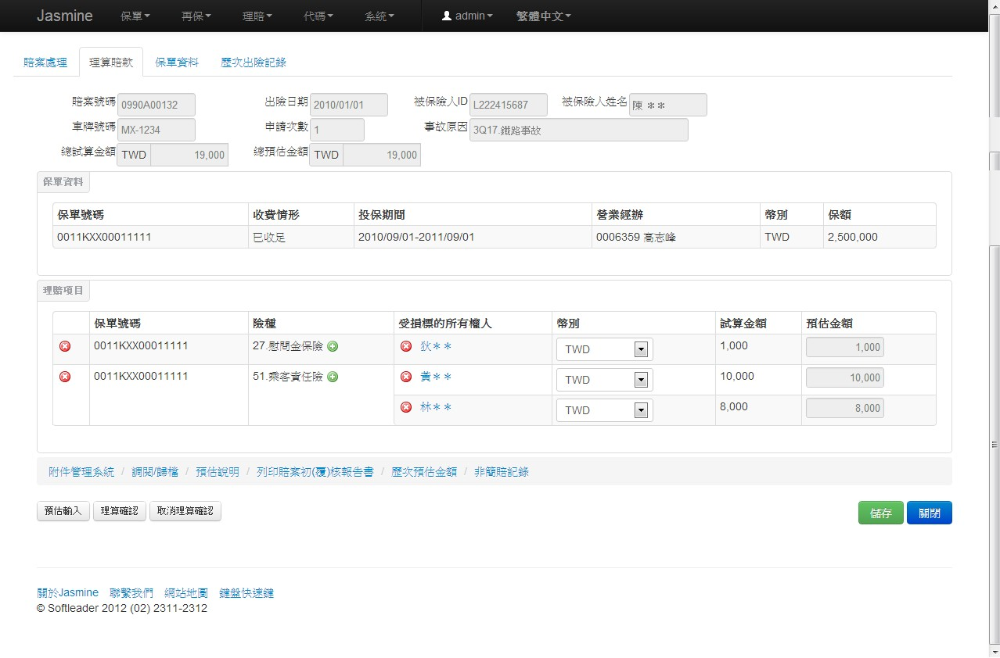 Jasmine 保單 再保 理賠 代碼 系統 admin 繁體中文
賠案處理 理算賠款 保單資料 歷次出險記錄
賠案號碼 0990A00132 出險日期 2010/01/01 被保險人ID L222415687 被保險人姓名 陳 ＊＊
車牌號碼 MX-1234 申請次數 1 事故原因 3Q17.鐵路事故
總試算金額 TWD 19,000 總預估金額 TWD 19,000
保單資料
保單號碼 收費情形 投保期間 營業經辦 幣別 保額
0011KXX00011111 已收足 2010/09/01-2011/09/01 0006359 高志峰 TWD 2,500,000
理賠項目
保單號碼 險種 受損標的所有權人 幣別 試算金額 預估金額
0011KXX00011111 27.慰問金保險 狄＊＊ TWD 1,000 1,000
0011KXX00011111 51.乘客責任險 黃＊＊ TWD 10,000 10,000
林＊＊ TWD 8,000 8,000
附件管理系統 / 調閱/歸檔 / 預估說明 / 列印賠案初(覆)核報告書 / 歷次預估金額 / 非簡賠記錄
預估輸入 理算確認 取消理算確認 儲存 關閉
關於Jasmine 聯繫我們 網站地圖 鍵盤快速鍵
© Softleader 2012 (02) 2311-2312